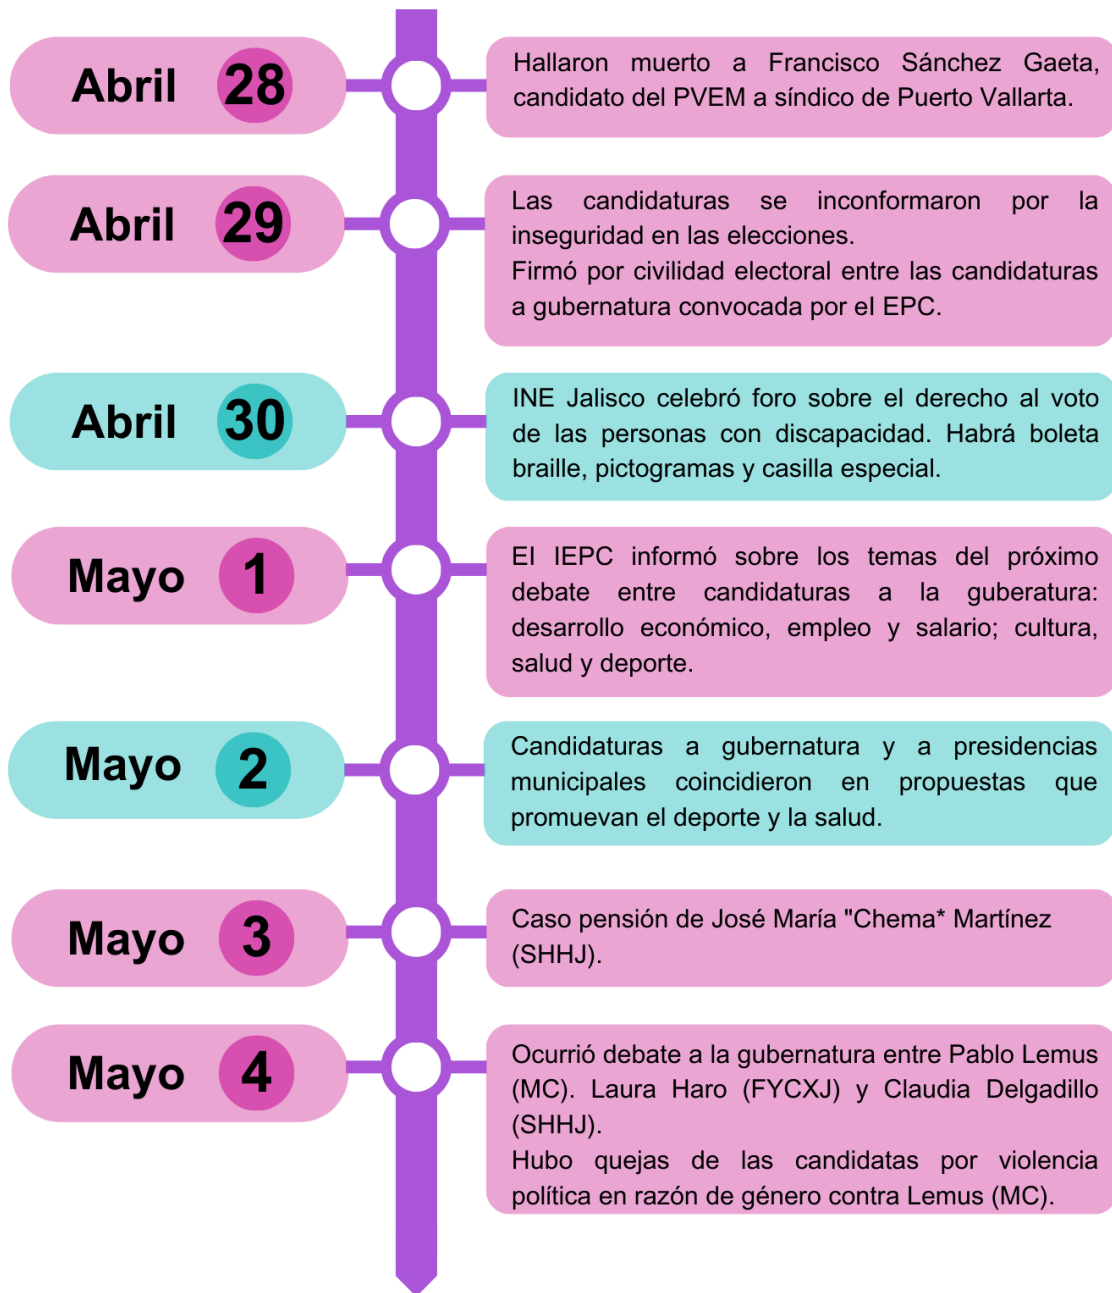 Abril 28
Hallaron muerto a Francisco Sánchez Gaeta,
candidato del PVEM a síndico de Puerto Vallarta.
Abril 29
Las candidaturas se inconformaron por la
inseguridad en las elecciones.
Firmó por civilidad electoral entre las candidaturas
a gubernatura convocada por el EPC.
Abril 30
INE Jalisco celebró foro sobre el derecho al voto
de las personas con discapacidad. Habrá boleta
braille, pictogramas y casilla especial.
Mayo 1
El IEPC informó sobre los temas del próximo
debate entre candidaturas a la guberatura:
desarrollo económico, empleo y salario; cultura,
salud y deporte.
Mayo 2
Candidaturas a gubernatura y a presidencias
municipales coincidieron en propuestas que
promuevan el deporte y la salud.
Mayo 3
Caso pensión de José María "Chema* Martínez
(SHHJ).
Mayo 4
Ocurrió debate a la gubernatura entre Pablo Lemus
(MC). Laura Haro (FYCXJ) y Claudia Delgadillo
(SHHJ).
Hubo quejas de las candidatas por violencia
política en razón de género contra Lemus (MC).